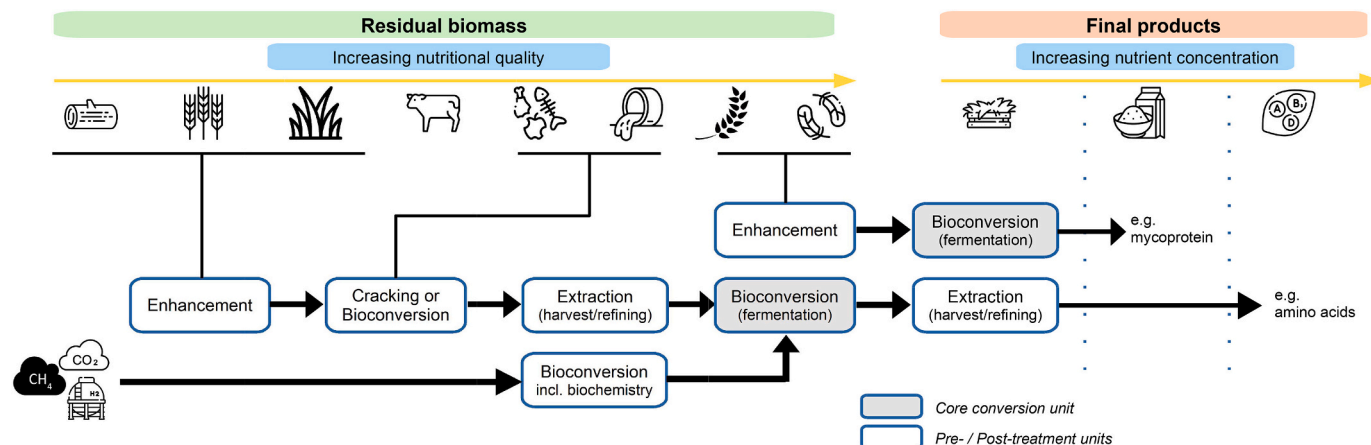 Residual biomass
Final products
Increasing nutritional quality
Increasing nutrient concentration
A
B₁
D
Enhancement
Bioconversion
(fermentation)
e.g.
mycoprotein
Enhancement
Cracking or
Bioconversion
Extraction
(harvest/refining)
Bioconversion
(fermentation)
Extraction
(harvest/refining)
e.g.
amino acids
CO₂
CH₄
H2
Bioconversion
incl. biochemistry
Core conversion unit
Pre- / Post-treatment units